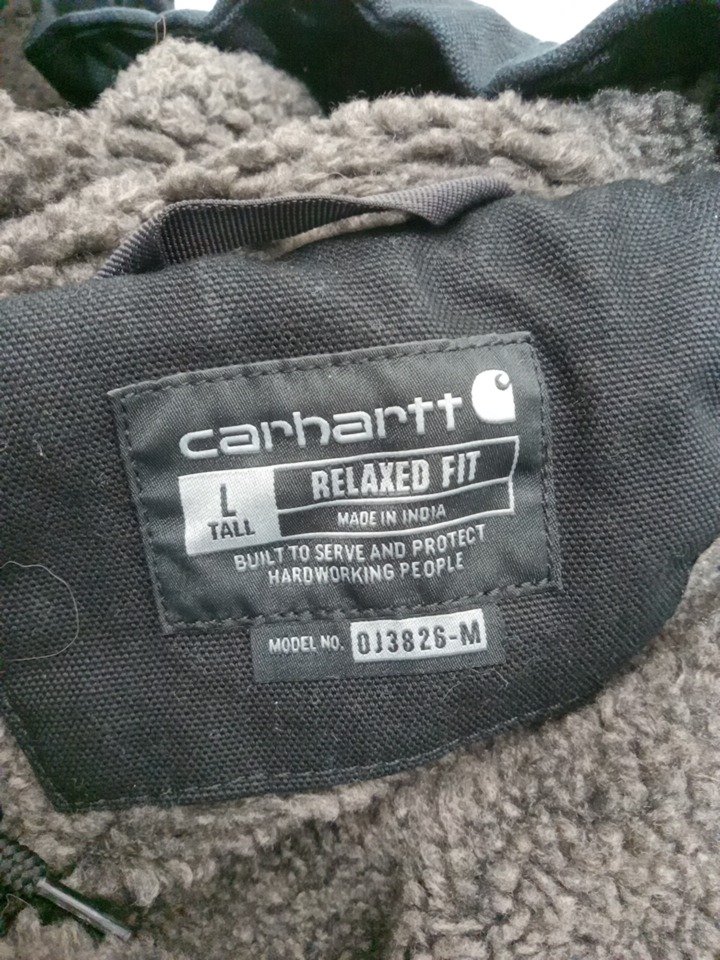 carhartt
L
TALL
RELAXED FIT
MADE IN INDIA
BUILT TO SERVE AND PROTECT
HARDWORKING PEOPLE
MODEL NO. OJ3826-M